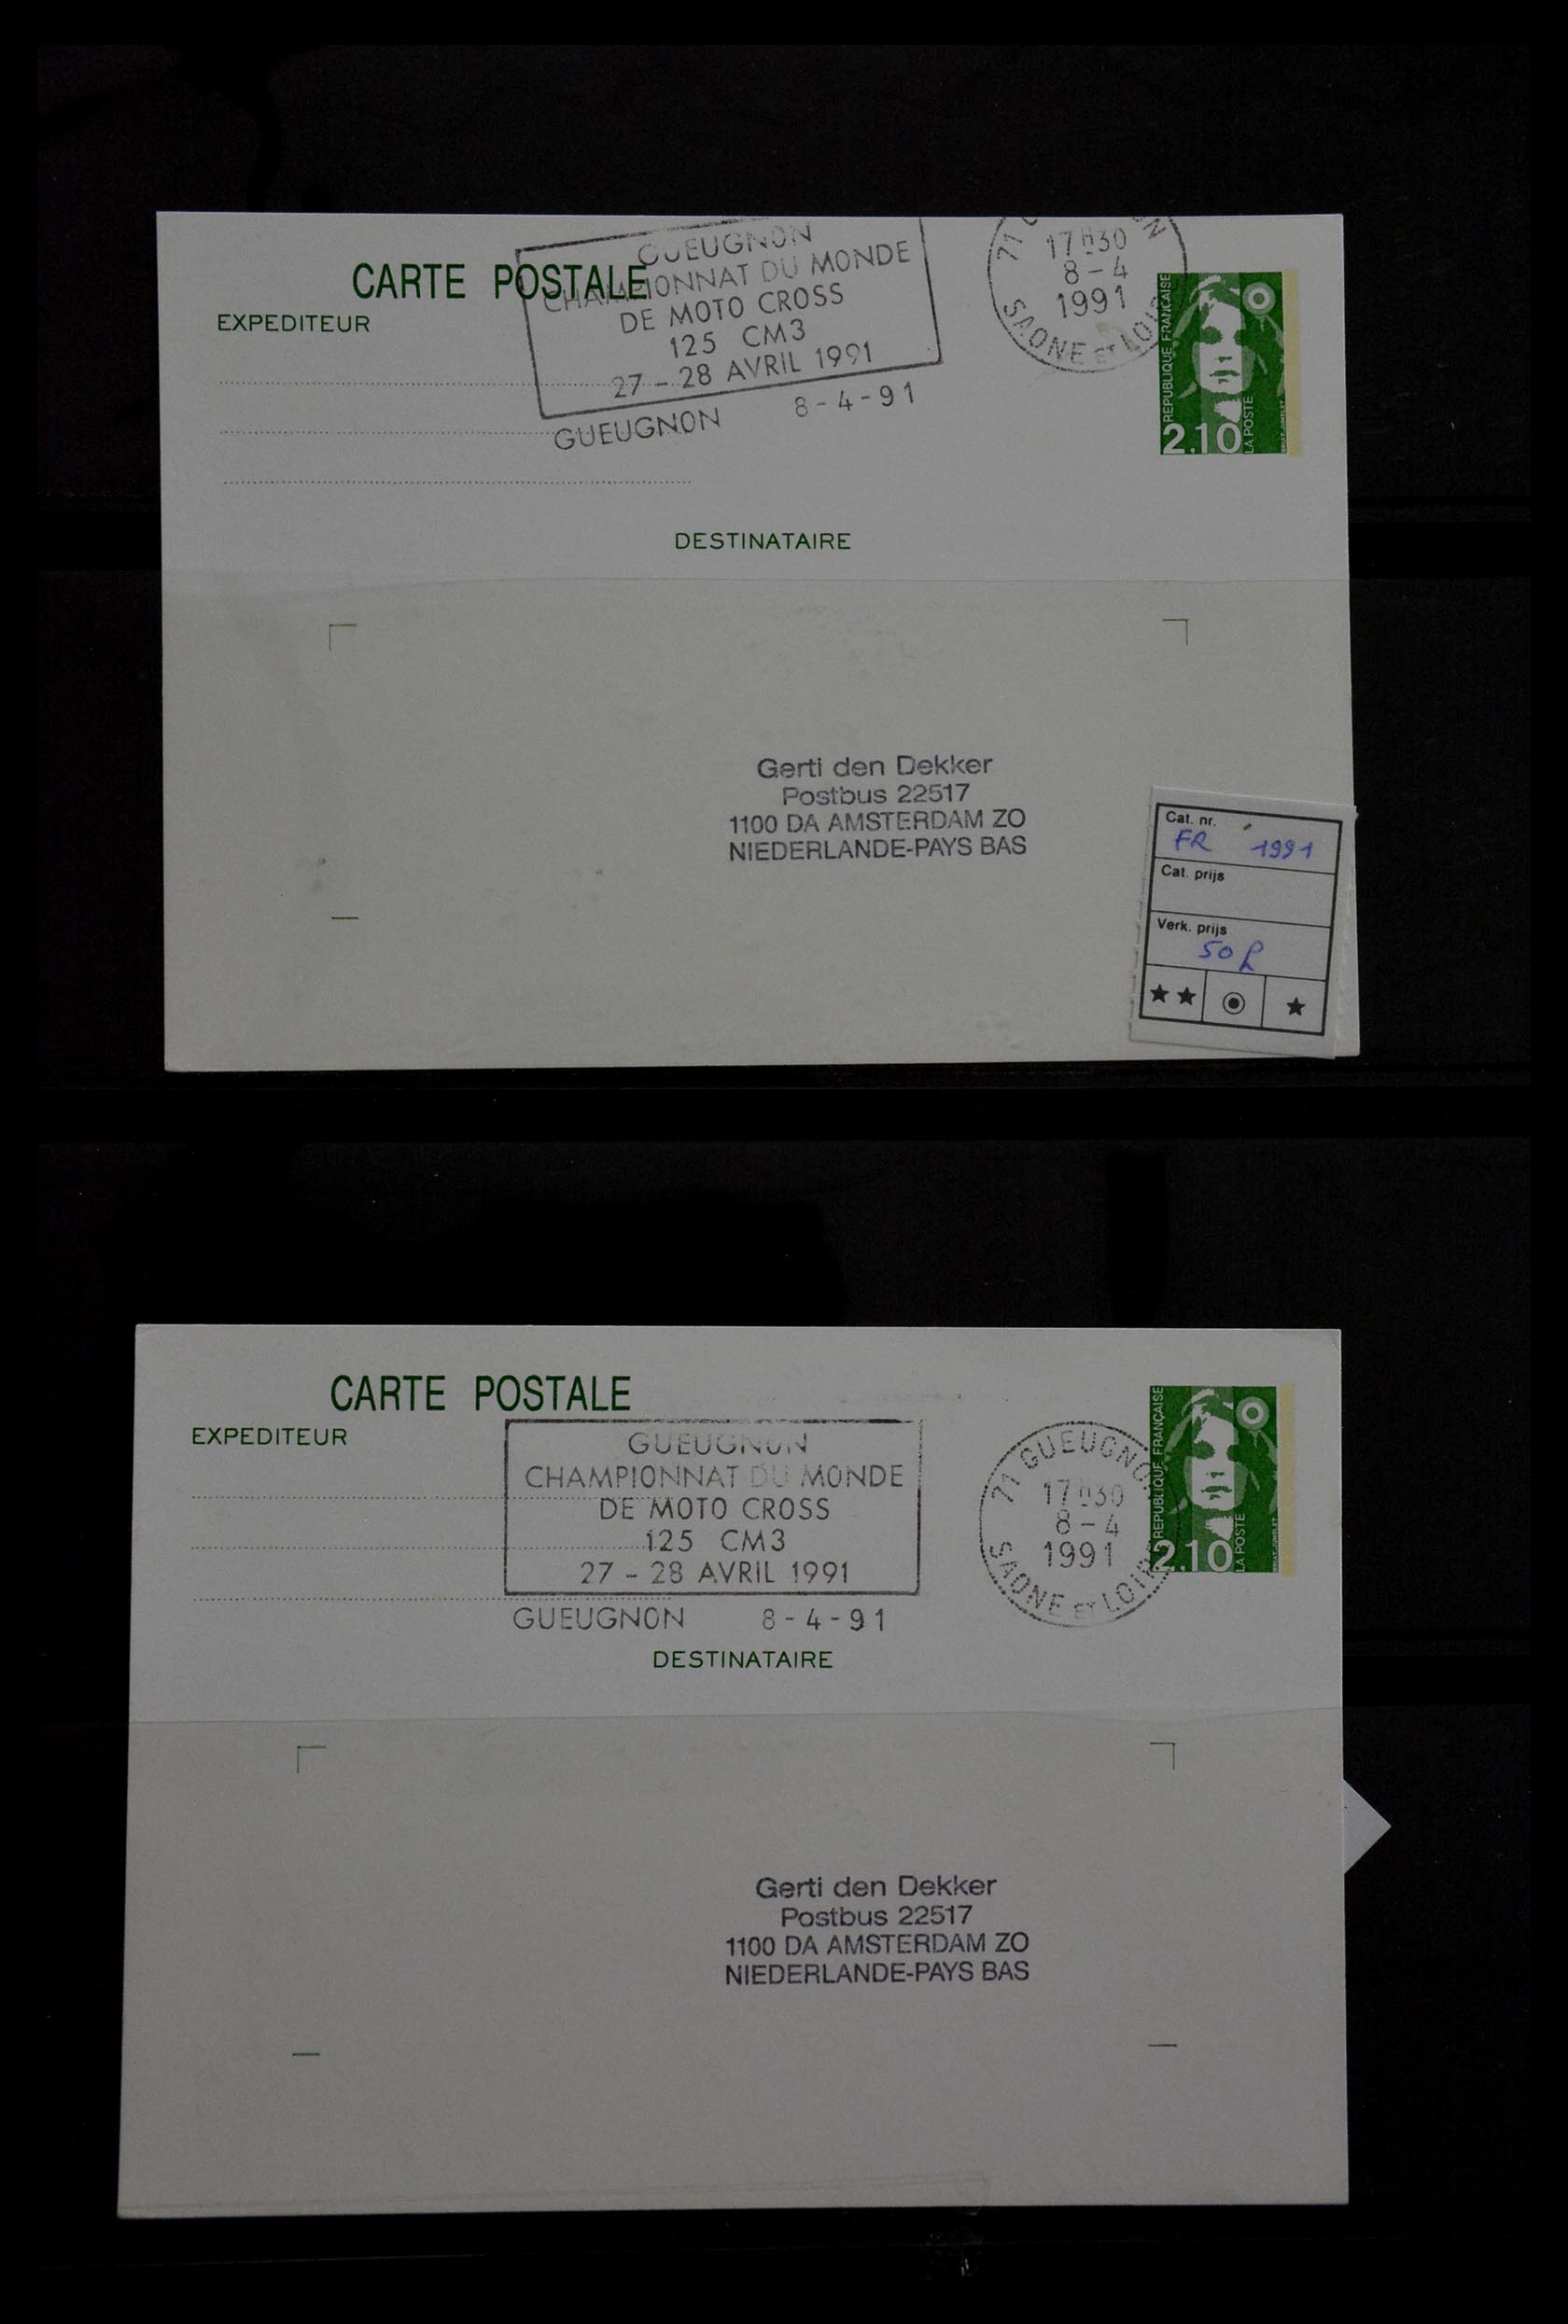 CARTE POSTALE
EXPEDITEUR
GUEUGNON
CHAMPIONNAT DU MONDE
DE MOTO CROSS
125 CM3
27 - 28 AVRIL 1991
GUEUGNON 8-4-91
71
17H30
8-4
1991
SAONE ET LOIRE
REPUBLIQUE FRANÇAISE
2.10
LA POSTE
DESTINATAIRE
Gerti den Dekker
Postbus 22517
1100 DA AMSTERDAM ZO
NIEDERLANDE-PAYS BAS
Cat. nr.
FR 1991
Cat. prijs
Verk. prijs
50
CARTE POSTALE
EXPEDITEUR
GUEUGNON
CHAMPIONNAT DU MONDE
DE MOTO CROSS
125 CM3
27 - 28 AVRIL 1991
GUEUGNON 8-4-91
71 GUEUGNON
17H30
8-4
1991
SAONE ET LOIRE
REPUBLIQUE FRANÇAISE
2.10
LA POSTE
DESTINATAIRE
Gerti den Dekker
Postbus 22517
1100 DA AMSTERDAM ZO
NIEDERLANDE-PAYS BAS